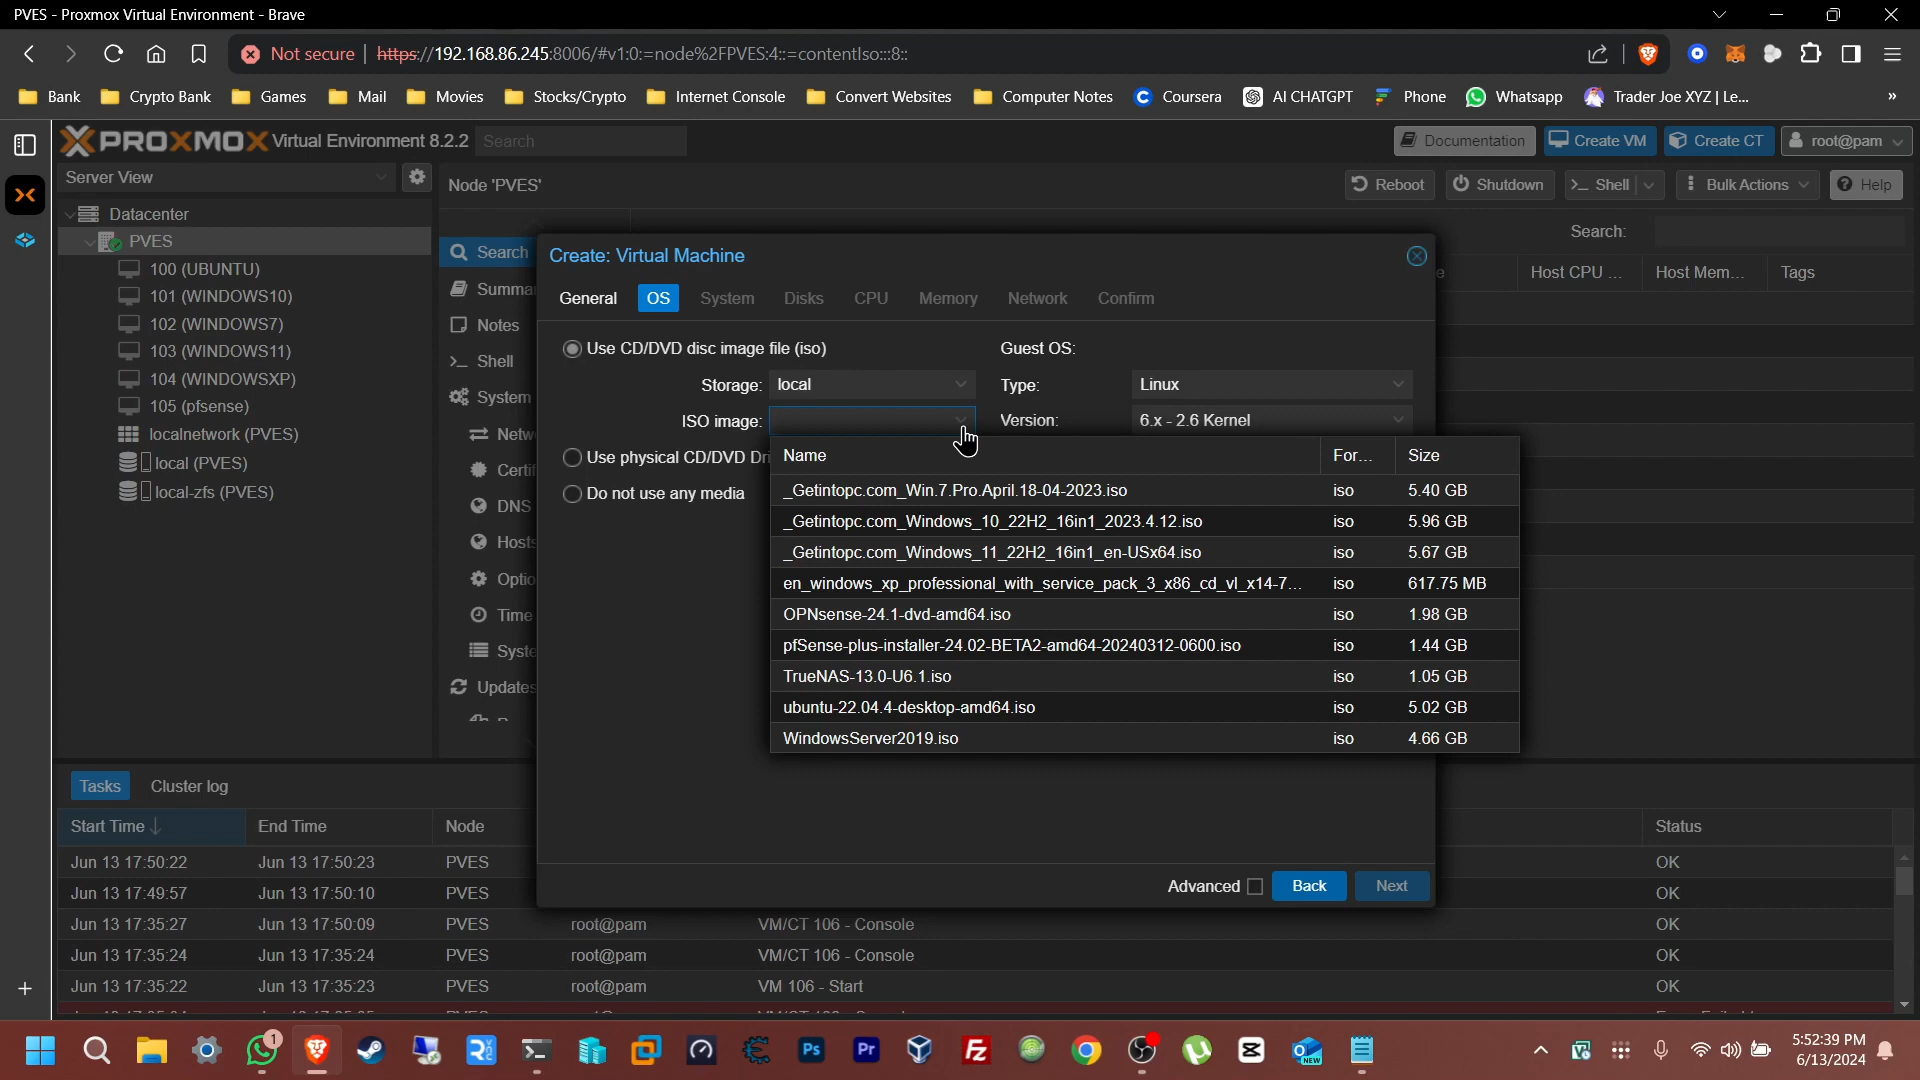 PVES - Proxmox Virtual Environment - Brave
Not secure https://192.168.86.245:8006/#v1:0:=node%2FPVES:4::=contentIso:::8::
Bank Crypto Bank Games Mail Movies Stocks/Crypto Internet Console Convert Websites Computer Notes Coursera AI CHATGPT Phone Whatsapp Trader Joe XYZ | Le... »
PROXMOX Virtual Environment 8.2.2 Search Documentation Create VM Create CT root@pam
Server View
Node 'PVES' Reboot Shutdown >_ Shell Bulk Actions Help
Datacenter
PVES
100 (UBUNTU)
101 (WINDOWS10)
102 (WINDOWS7)
103 (WINDOWS11)
104 (WINDOWSXP)
105 (pfsense)
localnetwork (PVES)
local (PVES)
local-zfs (PVES)
Search
Notes
Shell
System
DNS
Time
Updates
Search:
Host CPU ... Host Mem... Tags
Create: Virtual Machine
General OS System Disks CPU Memory Network Confirm
Use CD/DVD disc image file (iso)
Storage: local
ISO image:
Use physical CD/DVD Dri
Do not use any media
Guest OS:
Type: Linux
Version: 6.x - 2.6 Kernel
Name For... Size
_Getintopc.com_Win.7.Pro.April.18-04-2023.iso iso 5.40 GB
_Getintopc.com_Windows_10_22H2_16in1_2023.4.12.iso iso 5.96 GB
_Getintopc.com_Windows_11_22H2_16in1_en-USx64.iso iso 5.67 GB
en_windows_xp_professional_with_service_pack_3_x86_cd_vl_x14-7... iso 617.75 MB
OPNsense-24.1-dvd-amd64.iso iso 1.98 GB
pfSense-plus-installer-24.02-BETA2-amd64-20240312-0600.iso iso 1.44 GB
TrueNAS-13.0-U6.1.iso iso 1.05 GB
ubuntu-22.04.4-desktop-amd64.iso iso 5.02 GB
WindowsServer2019.iso iso 4.66 GB
Advanced Back Next
Tasks Cluster log
Start Time End Time Node Status
Jun 13 17:50:22 Jun 13 17:50:23 PVES OK
Jun 13 17:49:57 Jun 13 17:50:10 PVES OK
Jun 13 17:35:27 Jun 13 17:50:09 PVES root@pam VM/CT 106 - Console OK
Jun 13 17:35:24 Jun 13 17:35:24 PVES root@pam VM/CT 106 - Console OK
Jun 13 17:35:22 Jun 13 17:35:23 PVES root@pam VM 106 - Start OK
1 Ps Pr Fz NEW
5:52:39 PM
6/13/2024